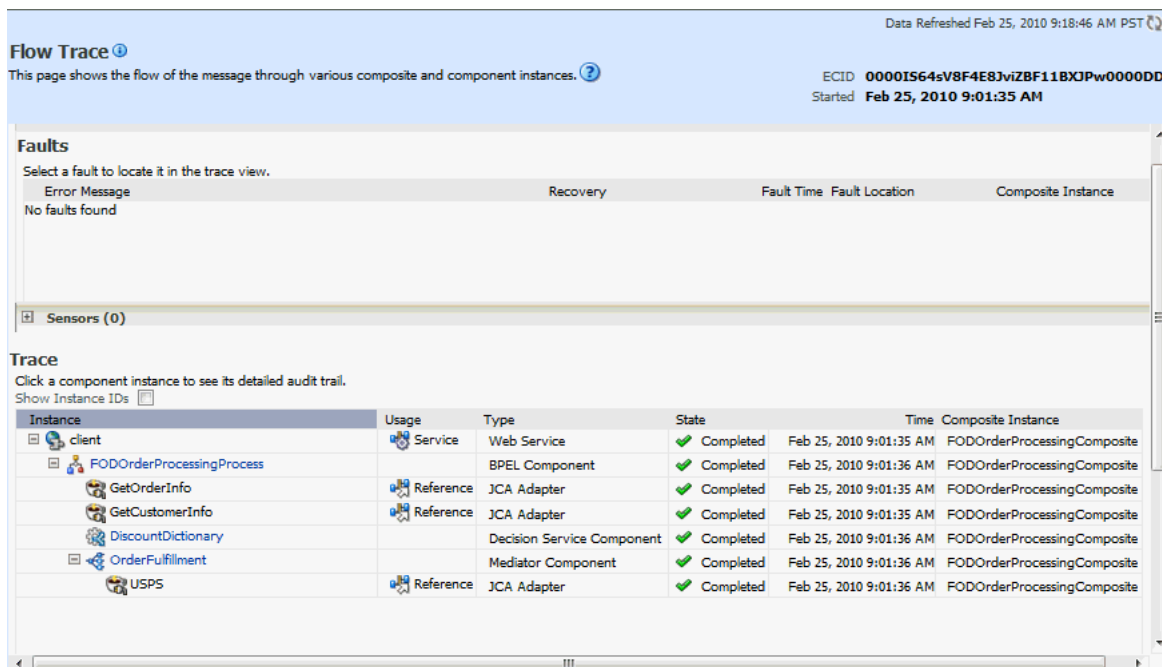 Data Refreshed Feb 25, 2010 9:18:46 AM PST
Flow Trace
This page shows the flow of the message through various composite and component instances.
ECID 0000IS64sV8F4E8JviZBF11BXJPw0000DD
Started Feb 25, 2010 9:01:35 AM
Faults
Select a fault to locate it in the trace view.
Error Message Recovery Fault Time Fault Location Composite Instance
No faults found
Sensors (0)
Trace
Click a component instance to see its detailed audit trail.
Show Instance IDs
Instance Usage Type State Time Composite Instance
client Service Web Service Completed Feb 25, 2010 9:01:35 AM FODOrderProcessingComposite
FODOrderProcessingProcess BPEL Component Completed Feb 25, 2010 9:01:36 AM FODOrderProcessingComposite
GetOrderInfo Reference JCA Adapter Completed Feb 25, 2010 9:01:35 AM FODOrderProcessingComposite
GetCustomerInfo Reference JCA Adapter Completed Feb 25, 2010 9:01:35 AM FODOrderProcessingComposite
DiscountDictionary Decision Service Component Completed Feb 25, 2010 9:01:35 AM FODOrderProcessingComposite
OrderFulfillment Mediator Component Completed Feb 25, 2010 9:01:36 AM FODOrderProcessingComposite
USPS Reference JCA Adapter Completed Feb 25, 2010 9:01:36 AM FODOrderProcessingComposite